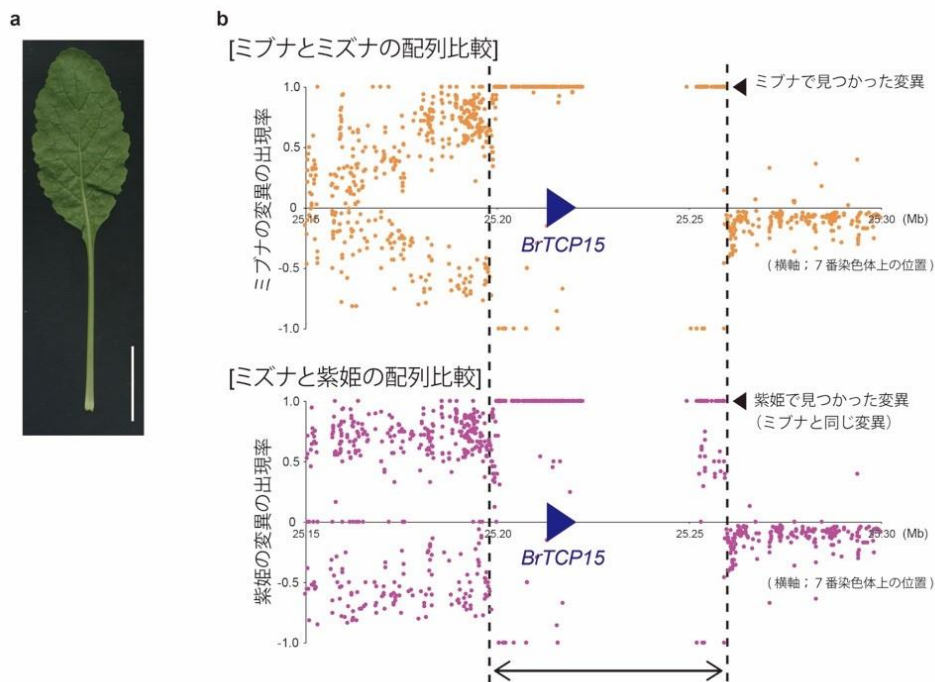 a
b
[ミブナとミズナの配列比較]
ミブナの変異の出現率
1.0
0.5
0
-0.5
-1.0
25.15
25.20
25.26
25.30
(Mb)
BrTCP15
ミブナで見つかった変異
(横軸；７番染色体上の位置)
[ミズナと紫姫の配列比較]
紫姫の変異の出現率
1.0
0.5
0
-0.5
-1.0
25.15
25.20
25.26
25.30
(Mb)
BrTCP15
紫姫で見つかった変異
（ミブナと同じ変異）
(横軸；７番染色体上の位置)